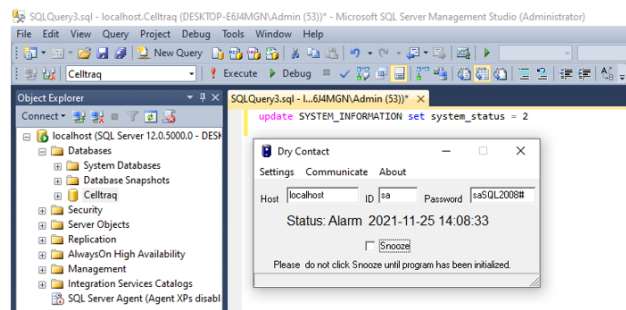 SQLQuery3.sql - localhost.Celltraq (DESKTOP-E6J4MGN\Admin (53))* - Microsoft SQL Server Management Studio (Administrator)
File Edit View Query Project Debug Tools Window Help
New Query
Celltraq
Execute Debug
Object Explorer
SQLQuery3.sql - l...6J4MGN\Admin (53))*
Connect
update SYSTEM_INFORMATION set system_status = 2
localhost (SQL Server 12.0.5000.0 - DESK
Databases
System Databases
Database Snapshots
Celltraq
Security
Server Objects
Replication
AlwaysOn High Availability
Management
Integration Services Catalogs
SQL Server Agent (Agent XPs disabl
Dry Contact
Settings Communicate About
Host localhost ID sa Password saSQL2008#
Status: Alarm 2021-11-25 14:08:33
Snooze
Please do not click Snooze until program has been initialized.